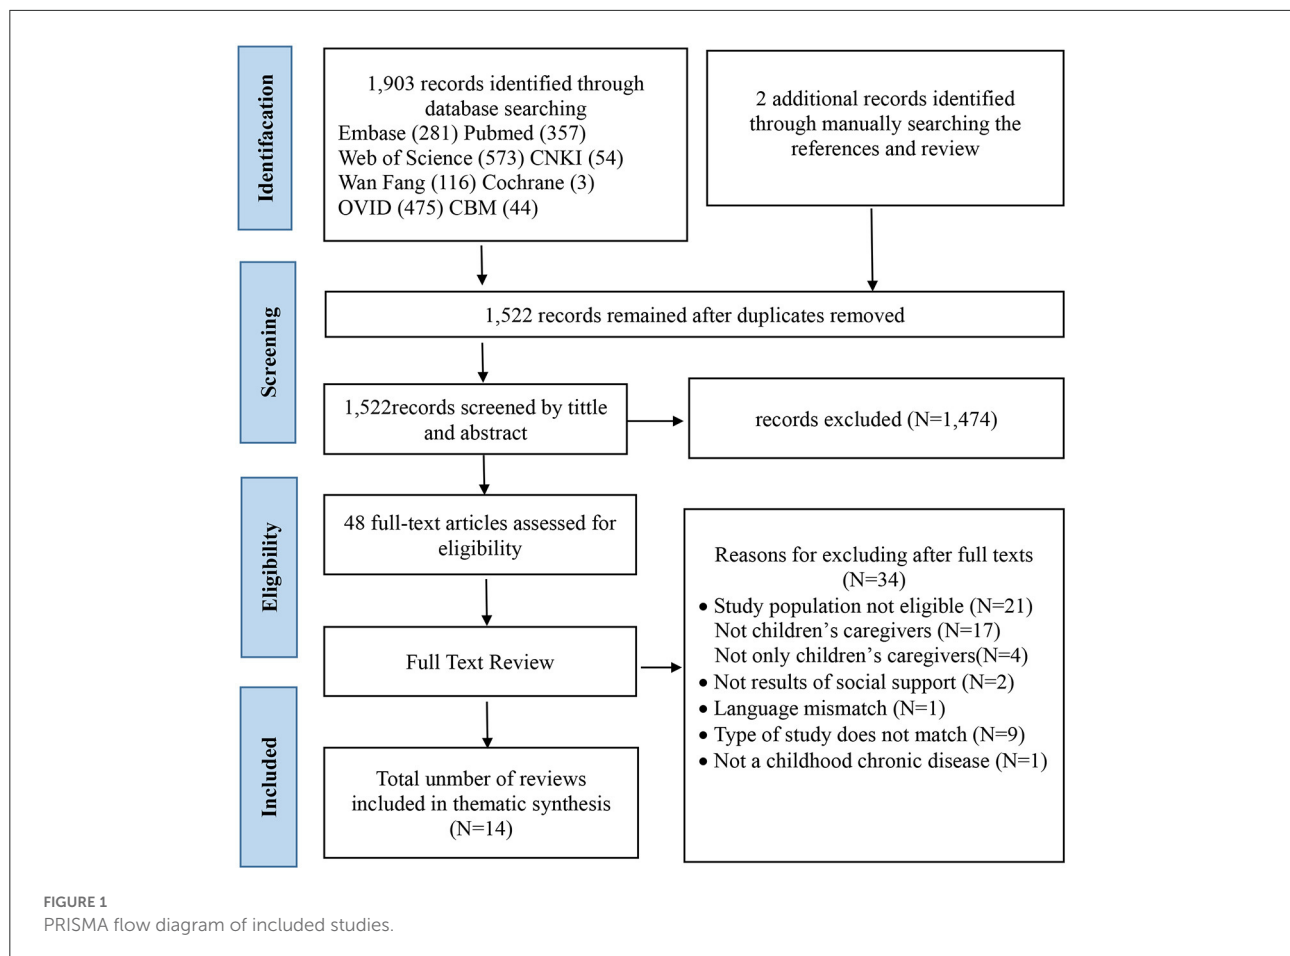 Identifacation
1,903 records identified through
database searching
Embase (281) Pubmed (357)
Web of Science (573) CNKI (54)
Wan Fang (116) Cochrane (3)
OVID (475) CBM (44)
2 additional records identified
through manually searching the
references and review
Screening
1,522 records remained after duplicates removed
1,522records screened by tittle
and abstract
records excluded (N=1,474)
Eligibility
48 full-text articles assessed for
eligibility
Full Text Review
Reasons for excluding after full texts
(N=34)
• Study population not eligible (N=21)
Not children’s caregivers (N=17)
Not only children’s caregivers(N=4)
• Not results of social support (N=2)
• Language mismatch (N=1)
• Type of study does not match (N=9)
• Not a childhood chronic disease (N=1)
Included
Total unmber of reviews
included in thematic synthesis
(N=14)
FIGURE 1
PRISMA flow diagram of included studies.